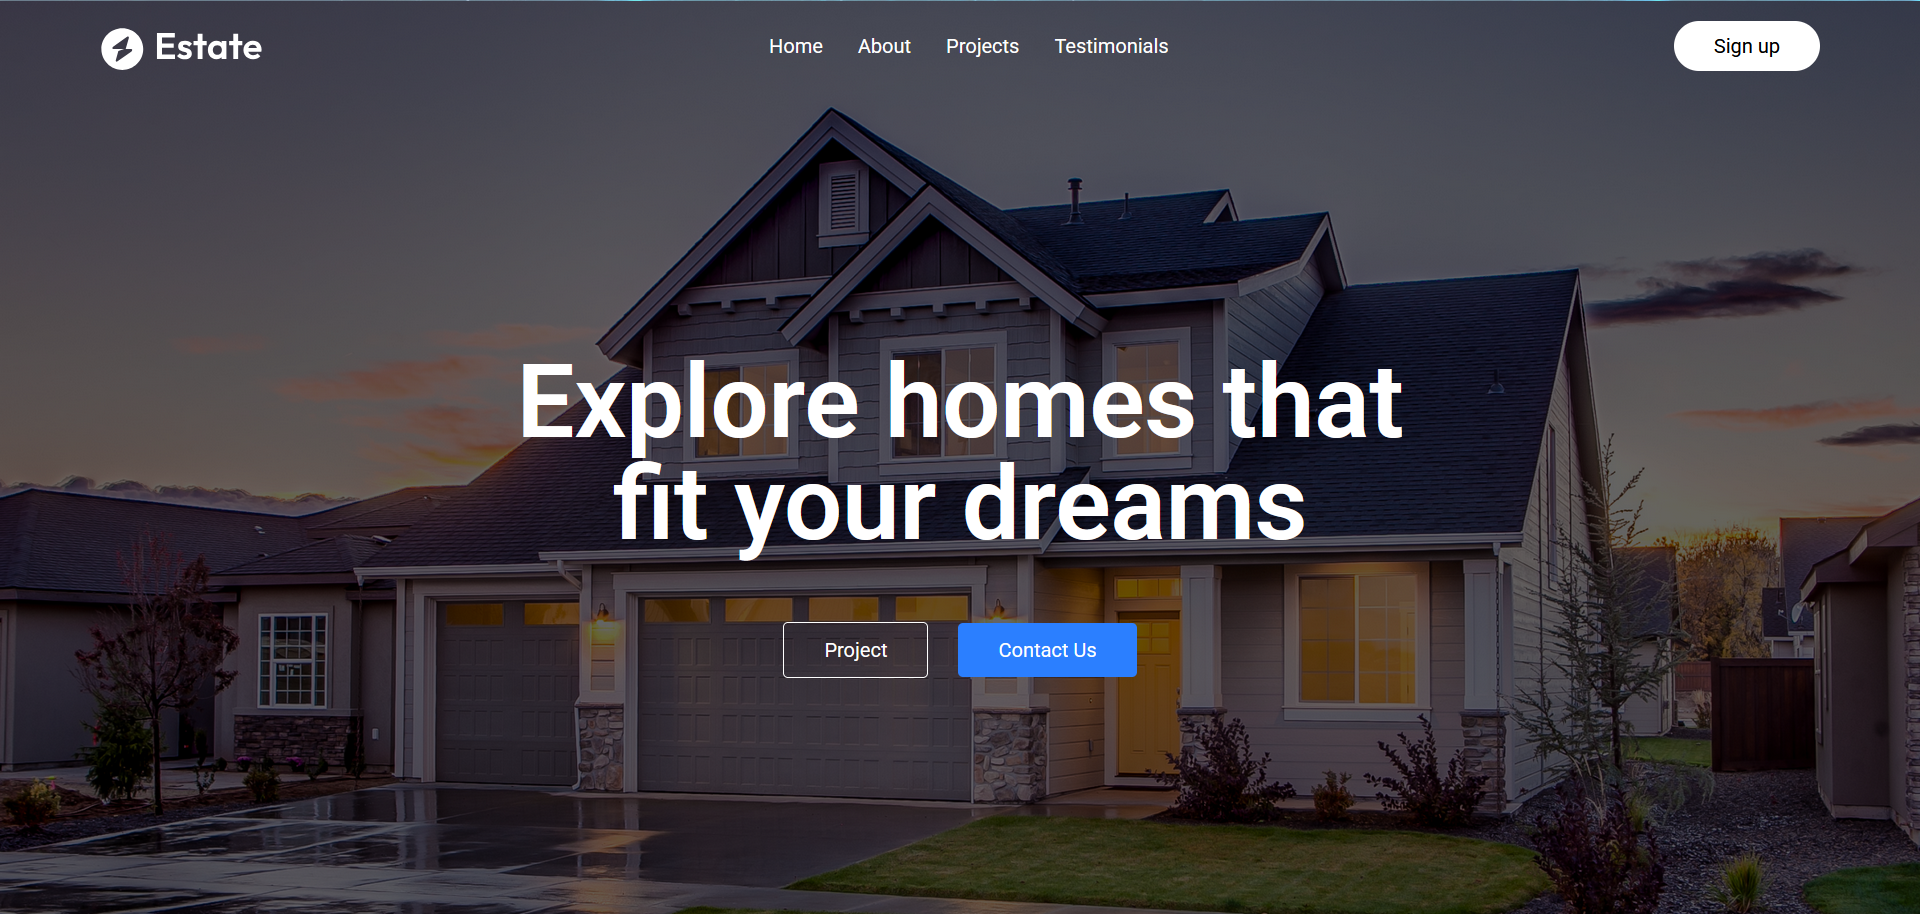 Estate
Home About Projects Testimonials
Sign up
Explore homes that
fit your dreams
Project
Contact Us